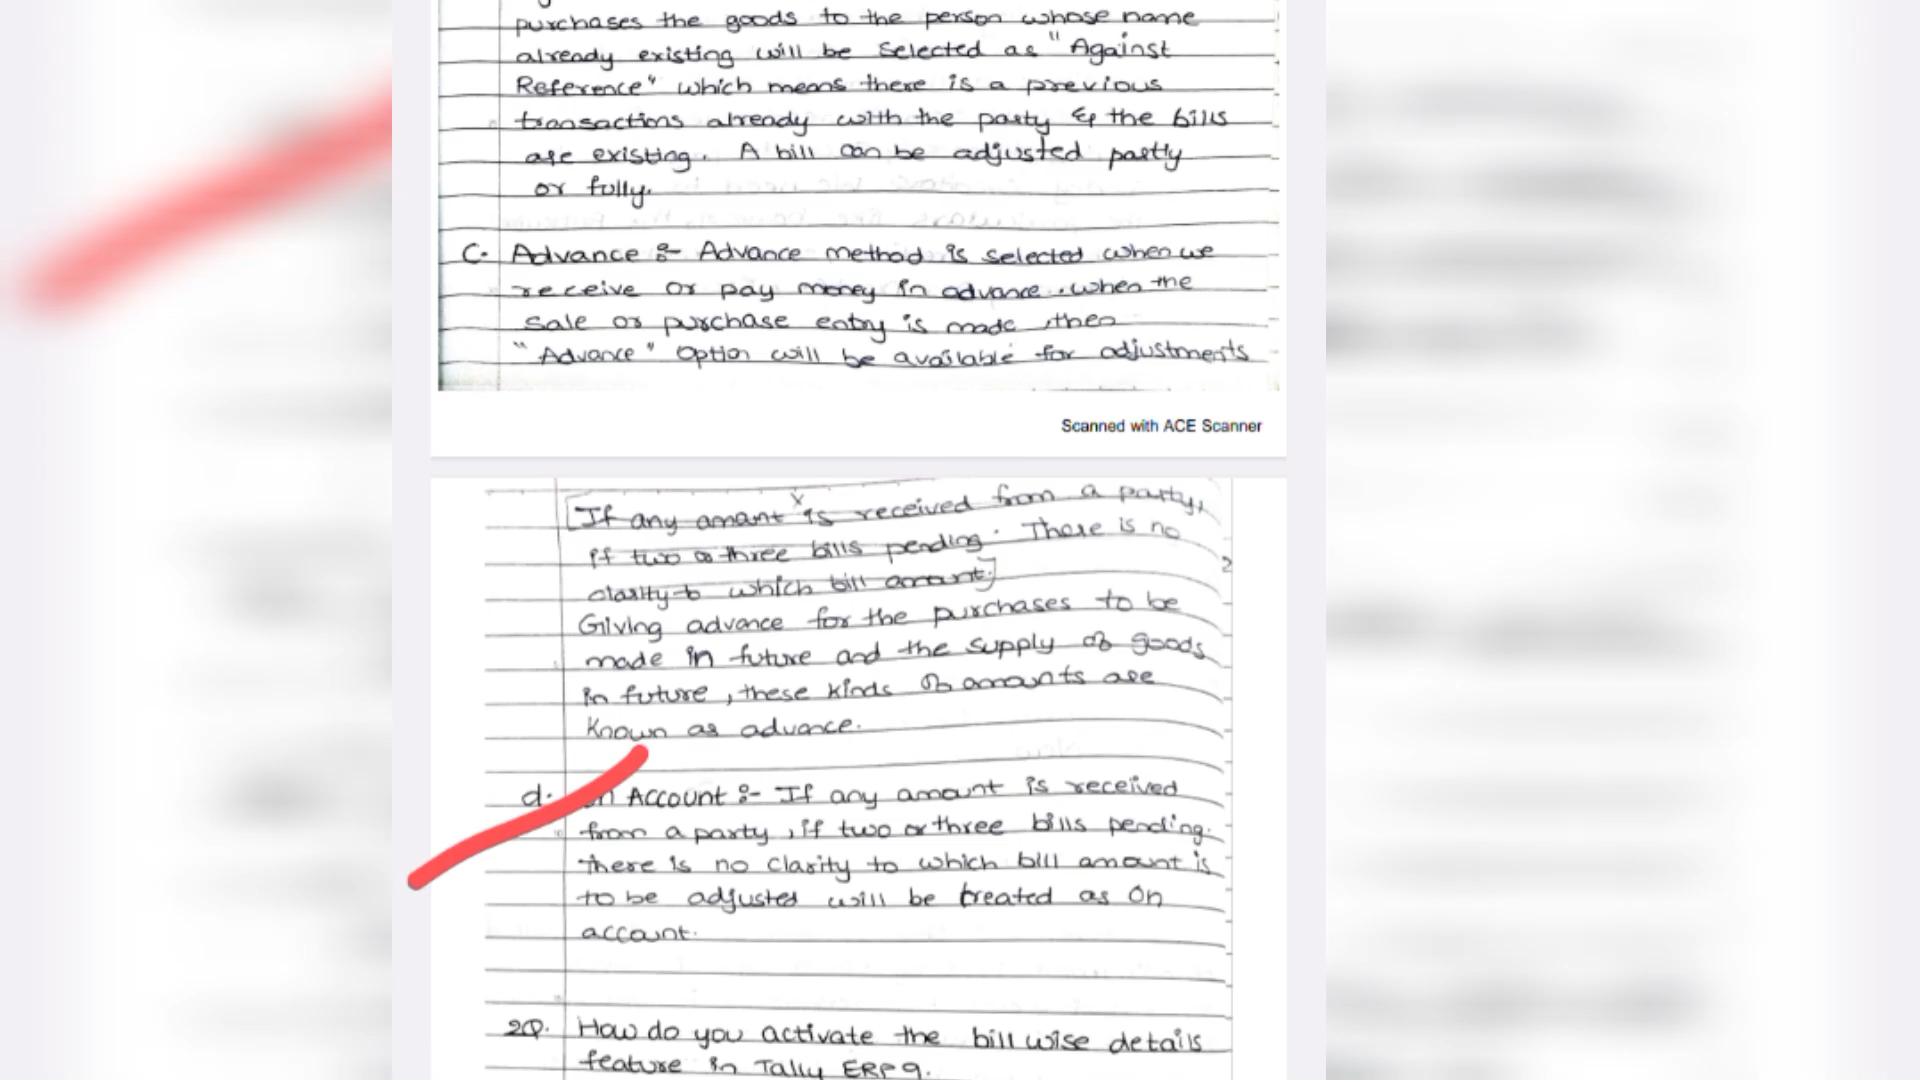 purchases the goods to the person whose name
already existing will be selected as "Against
Reference" which means there is a previous
transactions already with the party & the bills
are existing. A bill can be adjusted partly
or fully.
C. Advance :- Advance method is selected when we
receive or pay money in advance. when the
sale or purchase entry is made, then
"Advance" Option will be available for adjustments
Scanned with ACE Scanner
[If any amant is received from a party,
if two or three bills pending. There is no
clarity to which bill amount.]
Giving advance for the purchases to be
made in future and the supply of goods
in future, these kinds of amounts are
known as advance.
d. Account :- If any amount is received
from a party, if two or three bills pending.
there is no clarity to which bill amount is
to be adjusted will be treated as On
account.
2Q. How do you activate the bill wise details
feature in Tally ERP 9.